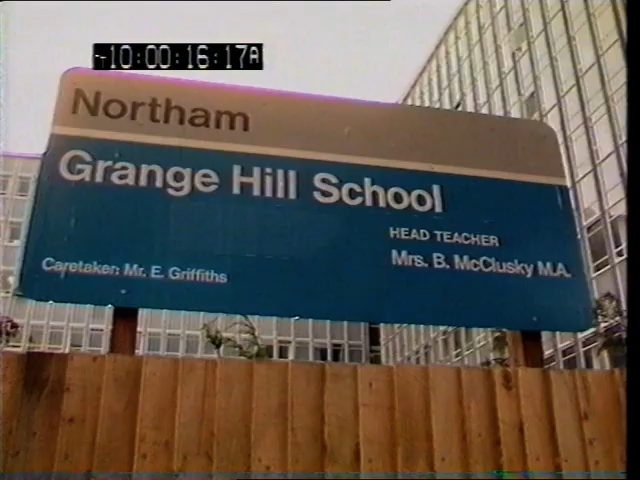 10:00:16:17A
Northam
Grange Hill School
HEAD TEACHER
Mrs. B. McClusky M.A.
Caretaker: Mr. E. Griffiths